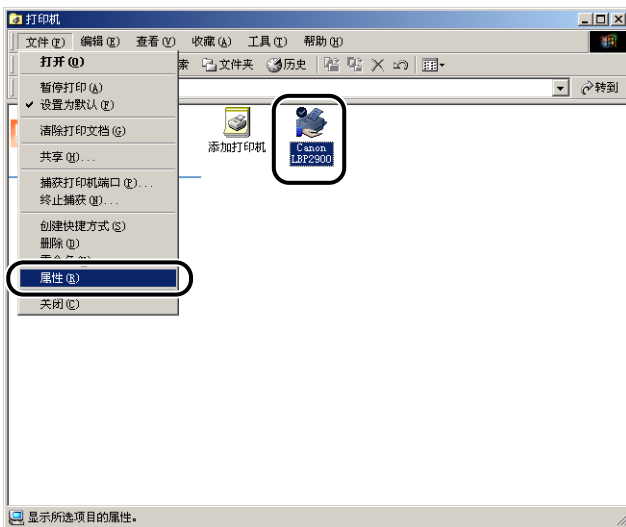 打印机
文件(F) 编辑(E) 查看(V) 收藏(A) 工具(T) 帮助(H)
打开(O)
索 文件夹 历史
暂停打印(A)
转到
设置为默认(F)
清除打印文档(G)
添加打印机
Canon
LBP2900
共享(H)...
捕获打印机端口(P)...
终止捕获(N)...
创建快捷方式(S)
删除(D)
属性(R)
关闭(C)
显示所选项目的属性。